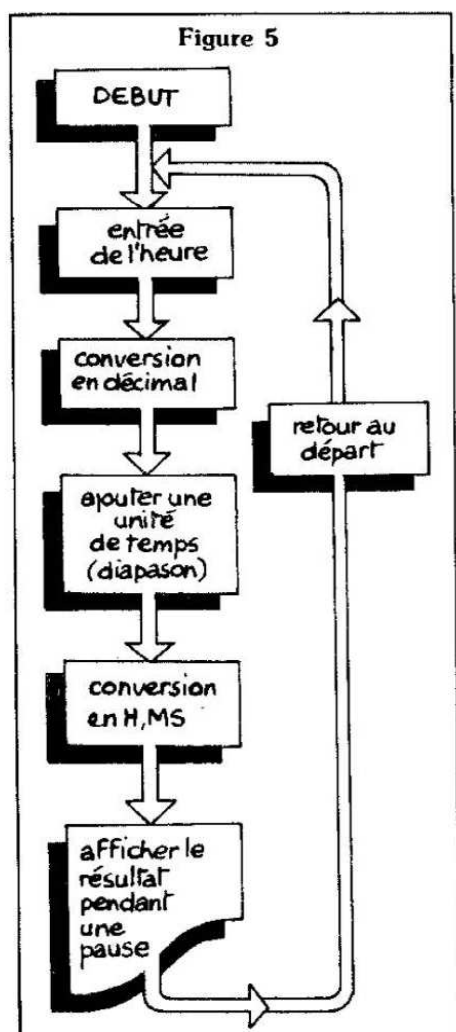 Figure 5
DEBUT
entrée
de l'heure
conversion
en décimal
ajouter une
unité
de temps
(diapason)
conversion
en H,MS
afficher le
résultat
pendant
une
pause
retour au
départ